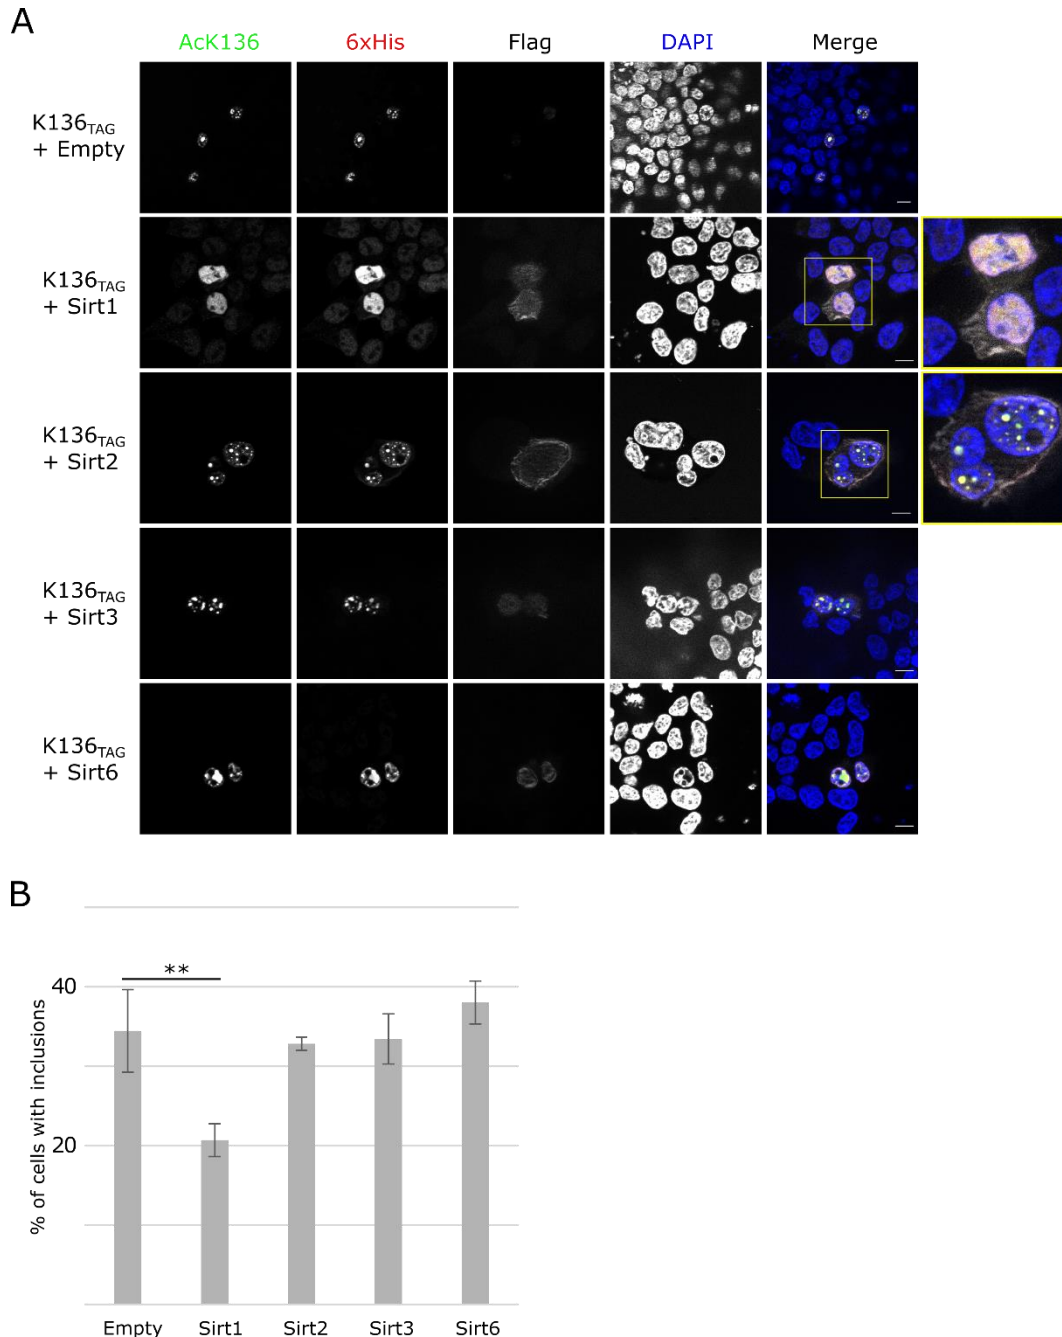 A
AcK136 6xHis Flag DAPI Merge
K136TAG
+ Empty
K136TAG
+ Sirt1
K136TAG
+ Sirt2
K136TAG
+ Sirt3
K136TAG
+ Sirt6
B
% of cells with inclusions
**
40
20
Empty Sirt1 Sirt2 Sirt3 Sirt6